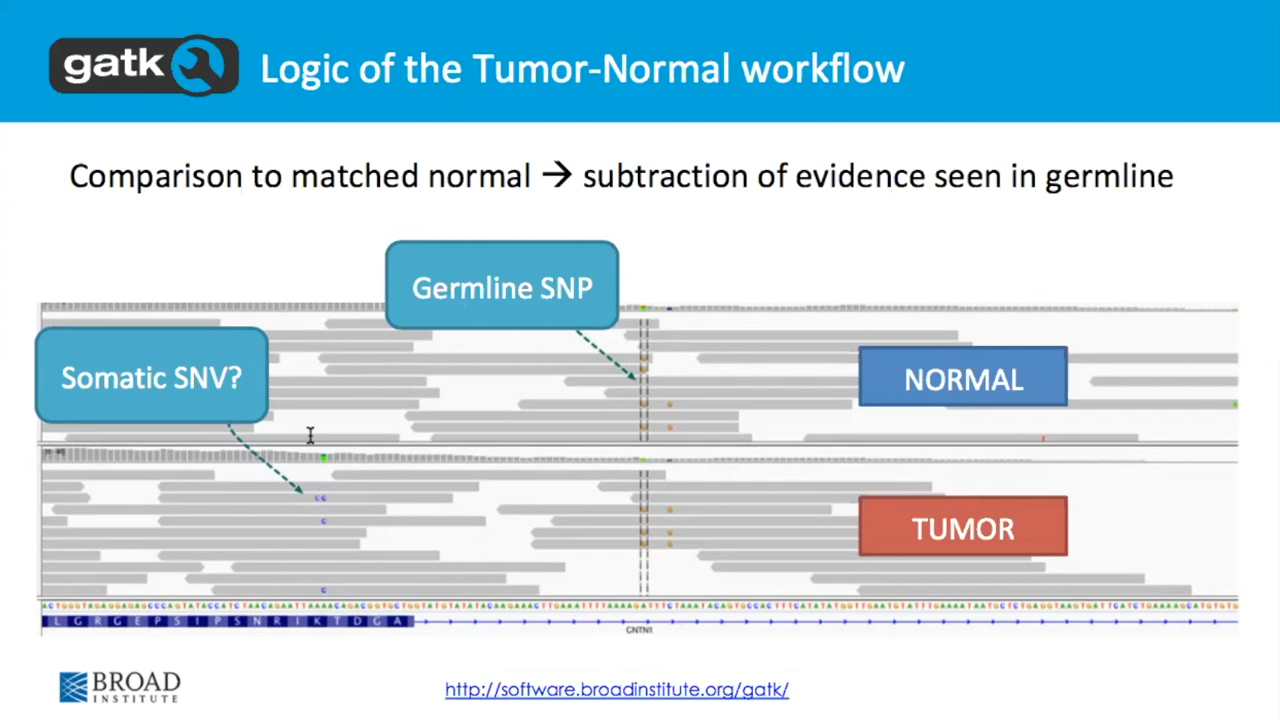 gatk
Logic of the Tumor-Normal workflow
Comparison to matched normal → subtraction of evidence seen in germline
Germline SNP
Somatic SNV?
NORMAL
TUMOR
L G R G E P S I P S N R I K T D G A
CNTN1
BROAD
INSTITUTE
http://software.broadinstitute.org/gatk/